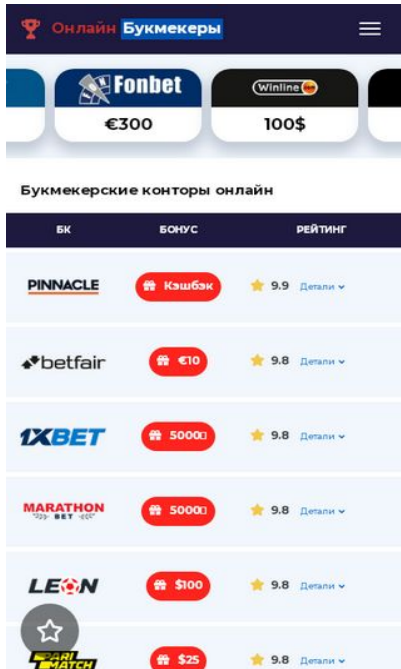 Онлайн Букмекеры
Fonbet
Winline
€300
100$
Букмекерские конторы онлайн
БК БОНУС РЕЙТИНГ
PINNACLE Кэшбэк 9.9 Детали
betfair €10 9.8 Детали
1XBET 5000 9.8 Детали
MARATHON BET 5000 9.8 Детали
LEON $100 9.8 Детали
PARI MATCH $25 9.8 Детали